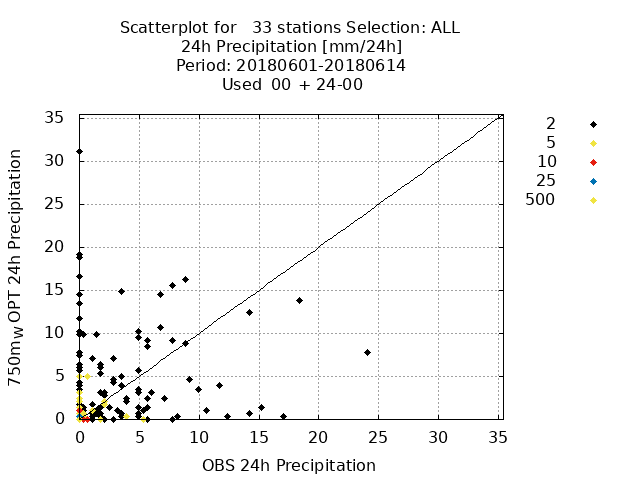 Scatterplot for 33 stations Selection: ALL
24h Precipitation [mm/24h]
Period: 20180601-20180614
Used 00 + 24-00
35
30
25
20
15
10
5
0
750mW OPT 24h Precipitation
0 5 10 15 20 25 30 35
OBS 24h Precipitation
2
5
10
25
500